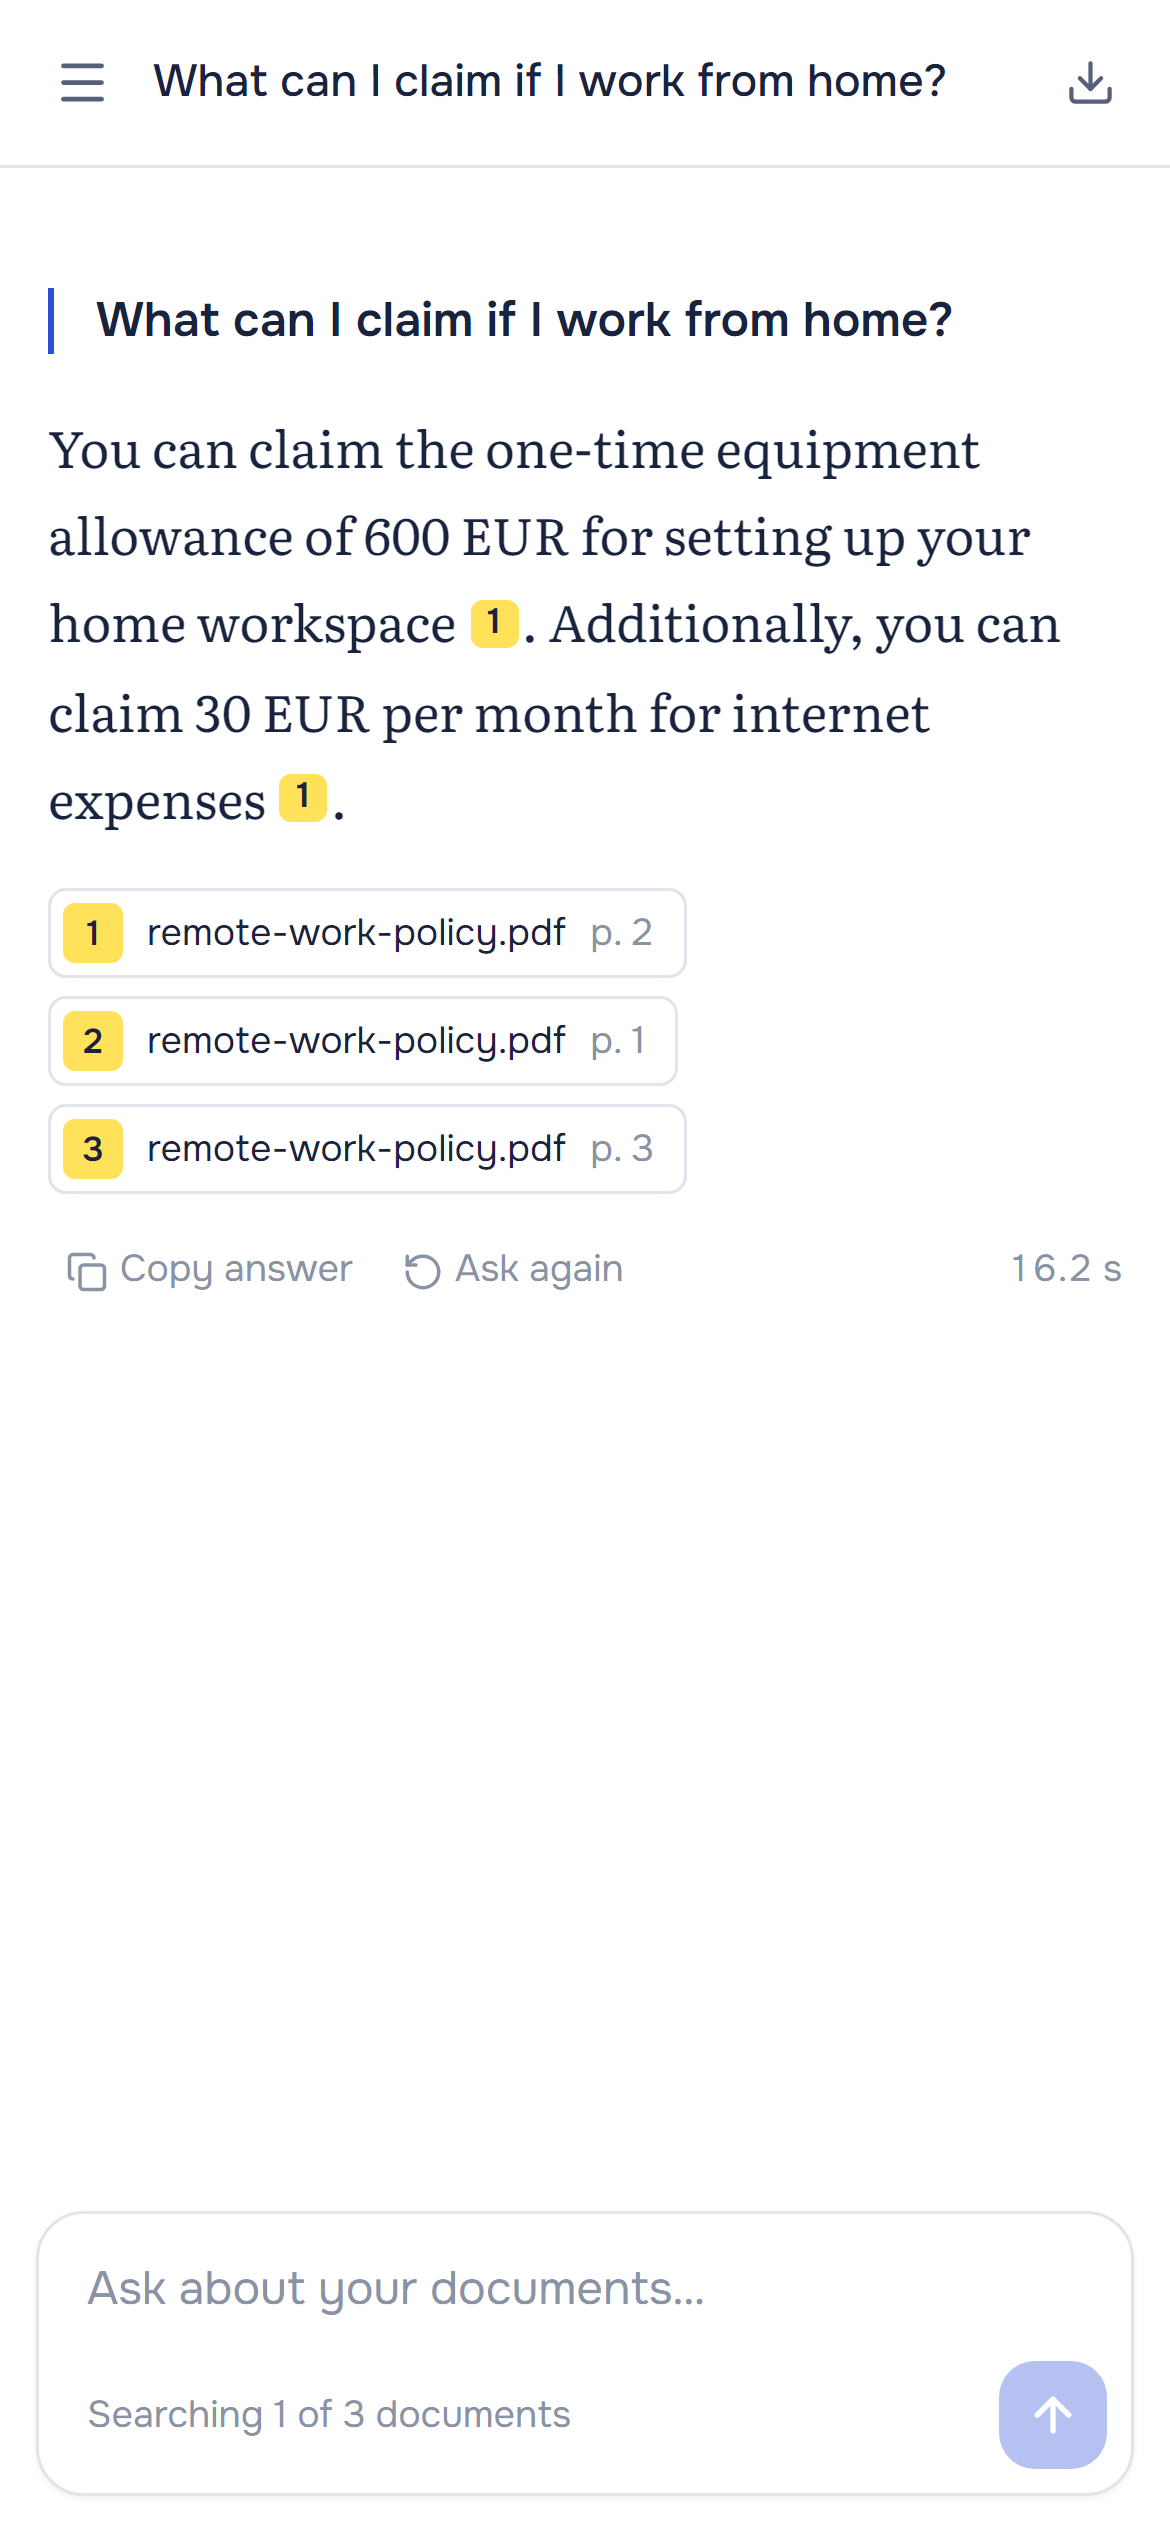 What can I claim if I work from home?
What can I claim if I work from home?
You can claim the one-time equipment
allowance of 600 EUR for setting up your
home workspace 1. Additionally, you can
claim 30 EUR per month for internet
expenses 1.
1 remote-work-policy.pdf p. 2
2 remote-work-policy.pdf p. 1
3 remote-work-policy.pdf p. 3
Copy answer Ask again 16.2 s
Ask about your documents...
Searching 1 of 3 documents